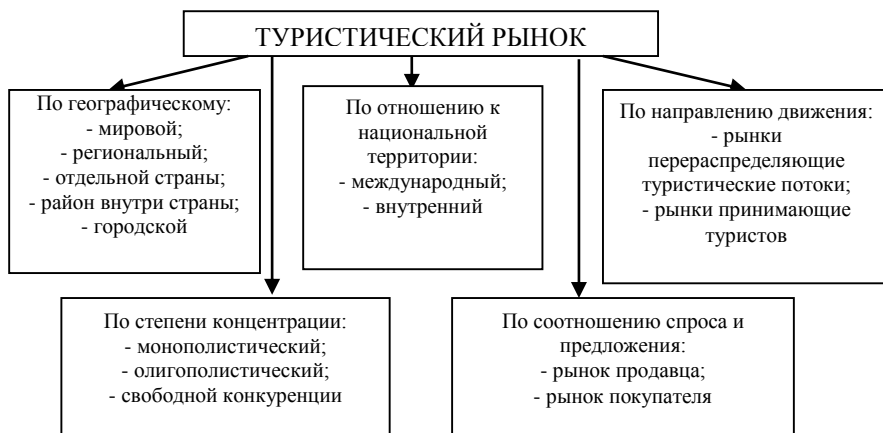 ТУРИСТИЧЕСКИЙ РЫНОК
По географическому:
- мировой;
- региональный;
- отдельной страны;
- район внутри страны;
- городской
По отношению к
национальной
территории:
- международный;
- внутренний
По направлению движения:
- рынки
перераспределяющие
туристические потоки;
- рынки принимающие
туристов
По степени концентрации:
- монополистический;
- олигополистический;
- свободной конкуренции
По соотношению спроса и
предложения:
- рынок продавца;
- рынок покупателя